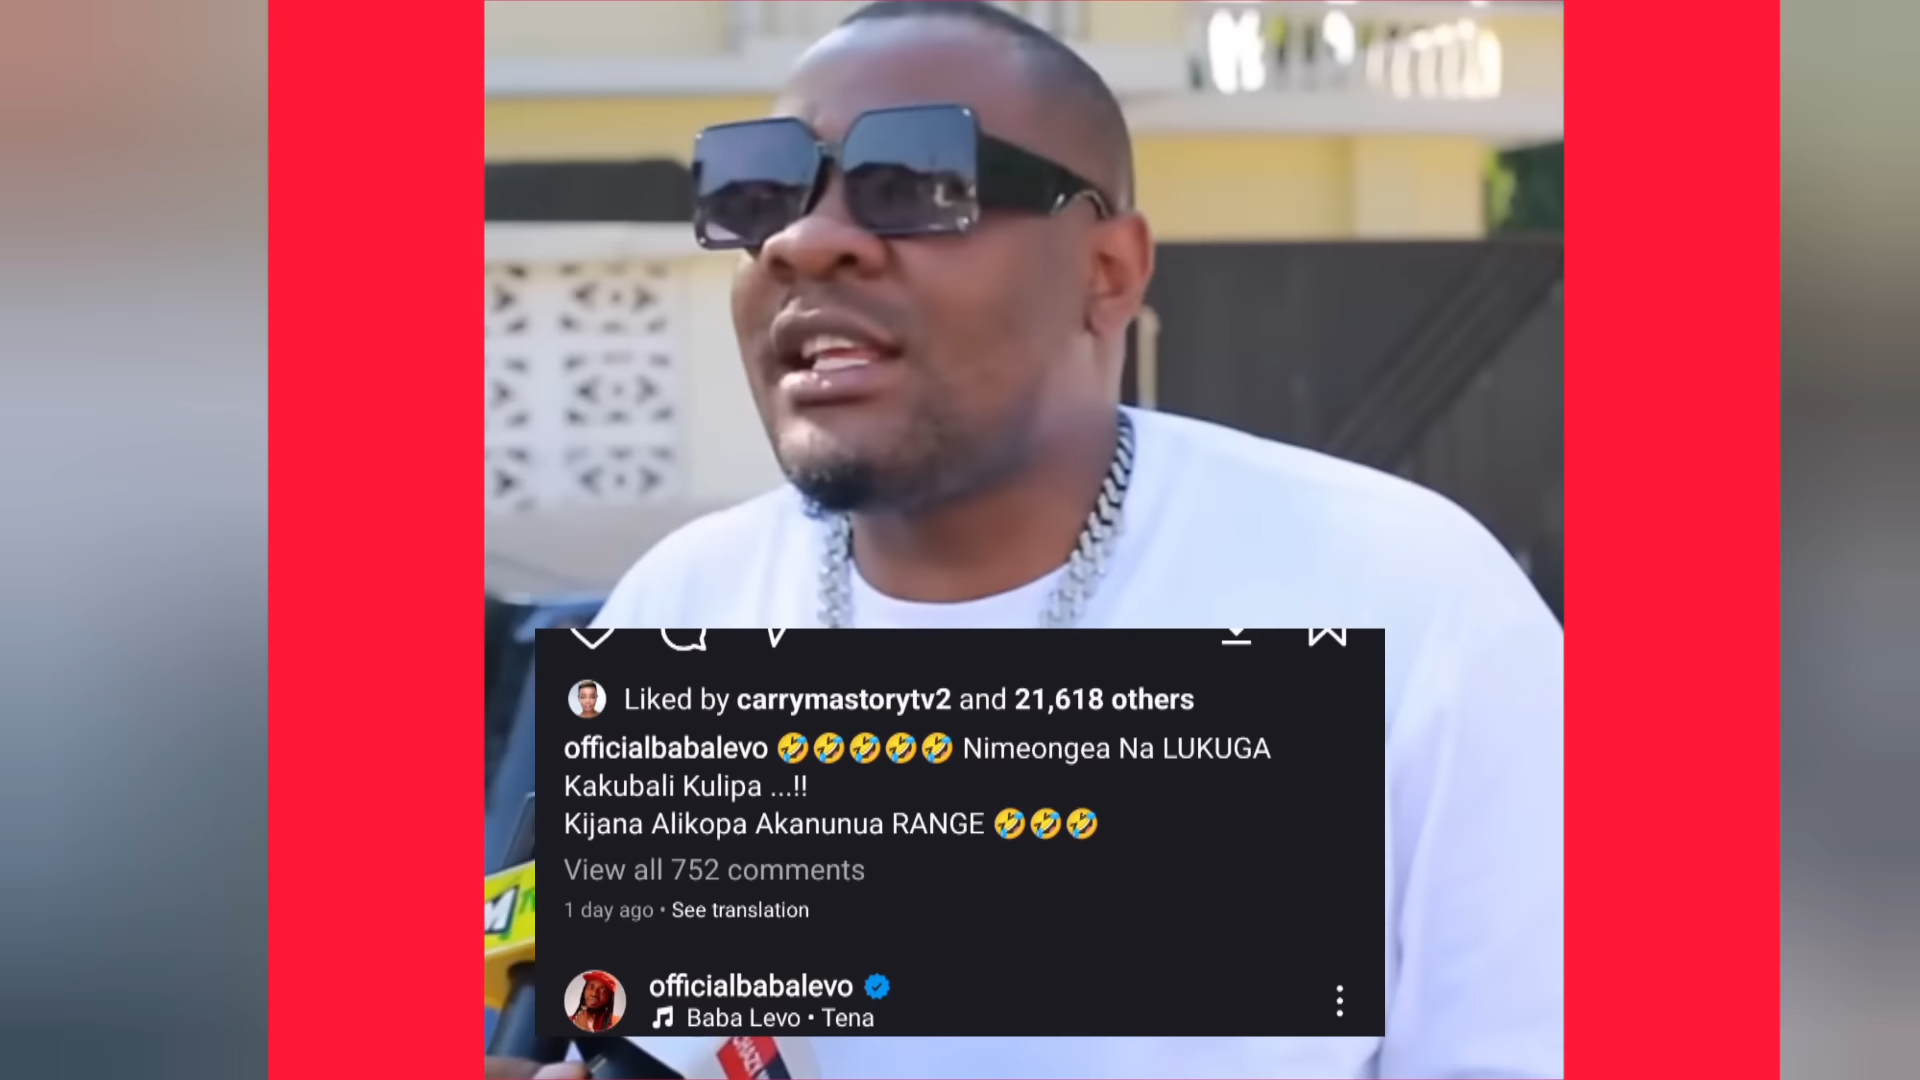 Liked by carrymastorytv2 and 21,618 others
officialbabalevo 🤣🤣🤣🤣🤣 Nimeongea Na LUKUGA
Kakubali Kulipa ...!!
Kijana Alikopa Akanunua RANGE 🤣🤣🤣
View all 752 comments
1 day ago • See translation
officialbabalevo
Baba Levo • Tena